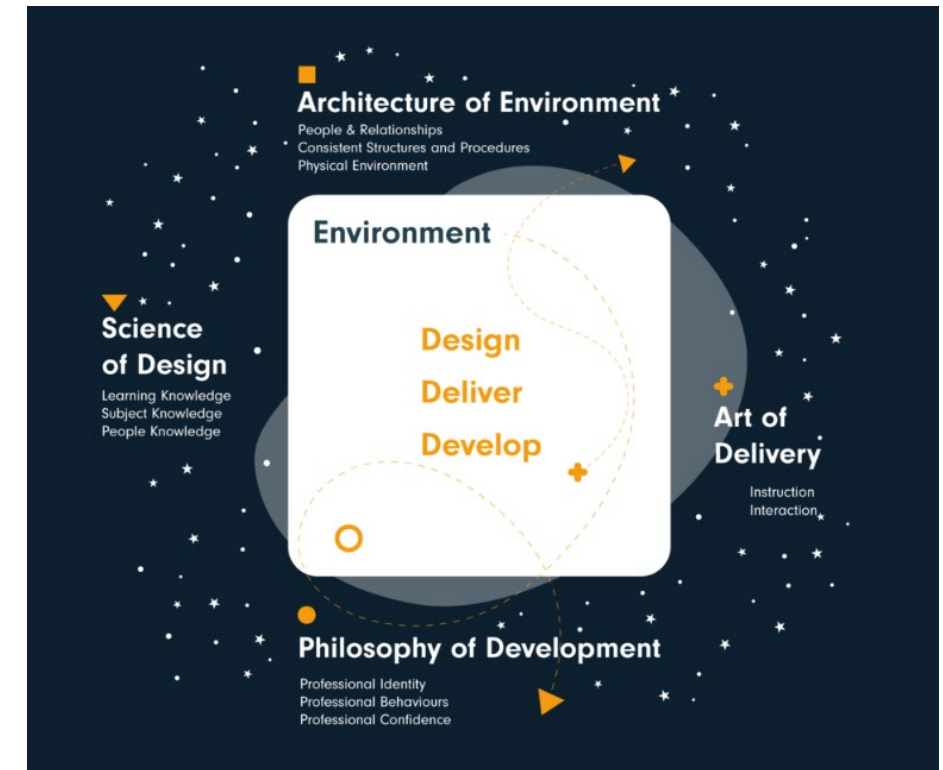 Architecture of Environment
People & Relationships
Consistent Structures and Procedures
Physical Environment
Environment
Science
of Design
Learning Knowledge
Subject Knowledge
People Knowledge
Design
Deliver
Develop
Art of
Delivery
Instruction
Interaction
Philosophy of Development
Professional Identity
Professional Behaviours
Professional Confidence